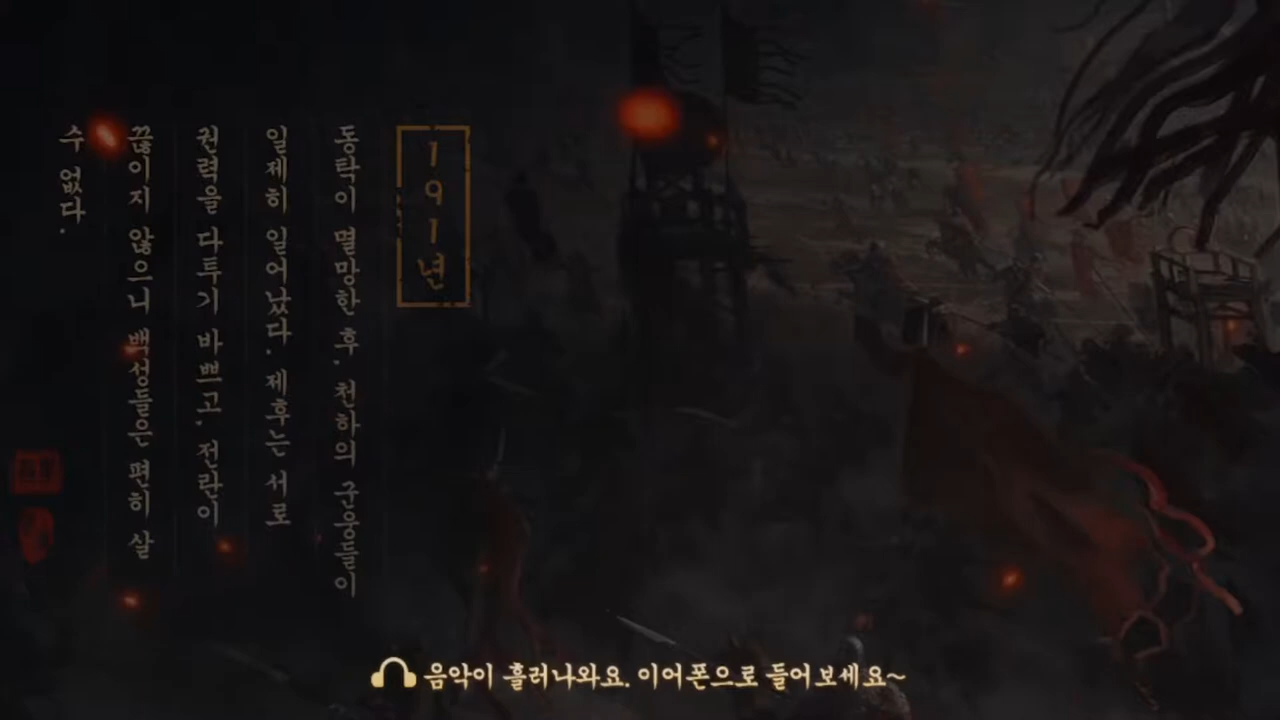 191년
동탁이 멸망한 후. 천하의 군웅들이
일제히 일어났다. 제후는 서로
권력을 다투기 바쁘고. 전란이
끊이지 않으니 백성들은 편히 살
수 없다.
음악이 흘러나와요. 이어폰으로 들어보세요~